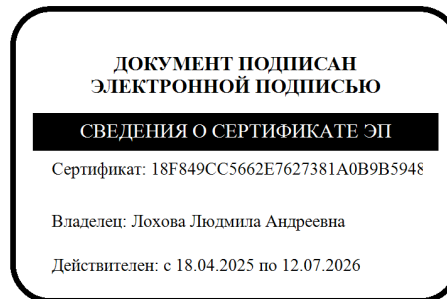 ДОКУМЕНТ ПОДПИСАН
ЭЛЕКТРОННОЙ ПОДПИСЬЮ
СВЕДЕНИЯ О СЕРТИФИКАТЕ ЭП
Сертификат: 18F849CC5662E7627381A0B9B5948
Владелец: Лохова Людмила Андреевна
Действителен: с 18.04.2025 по 12.07.2026